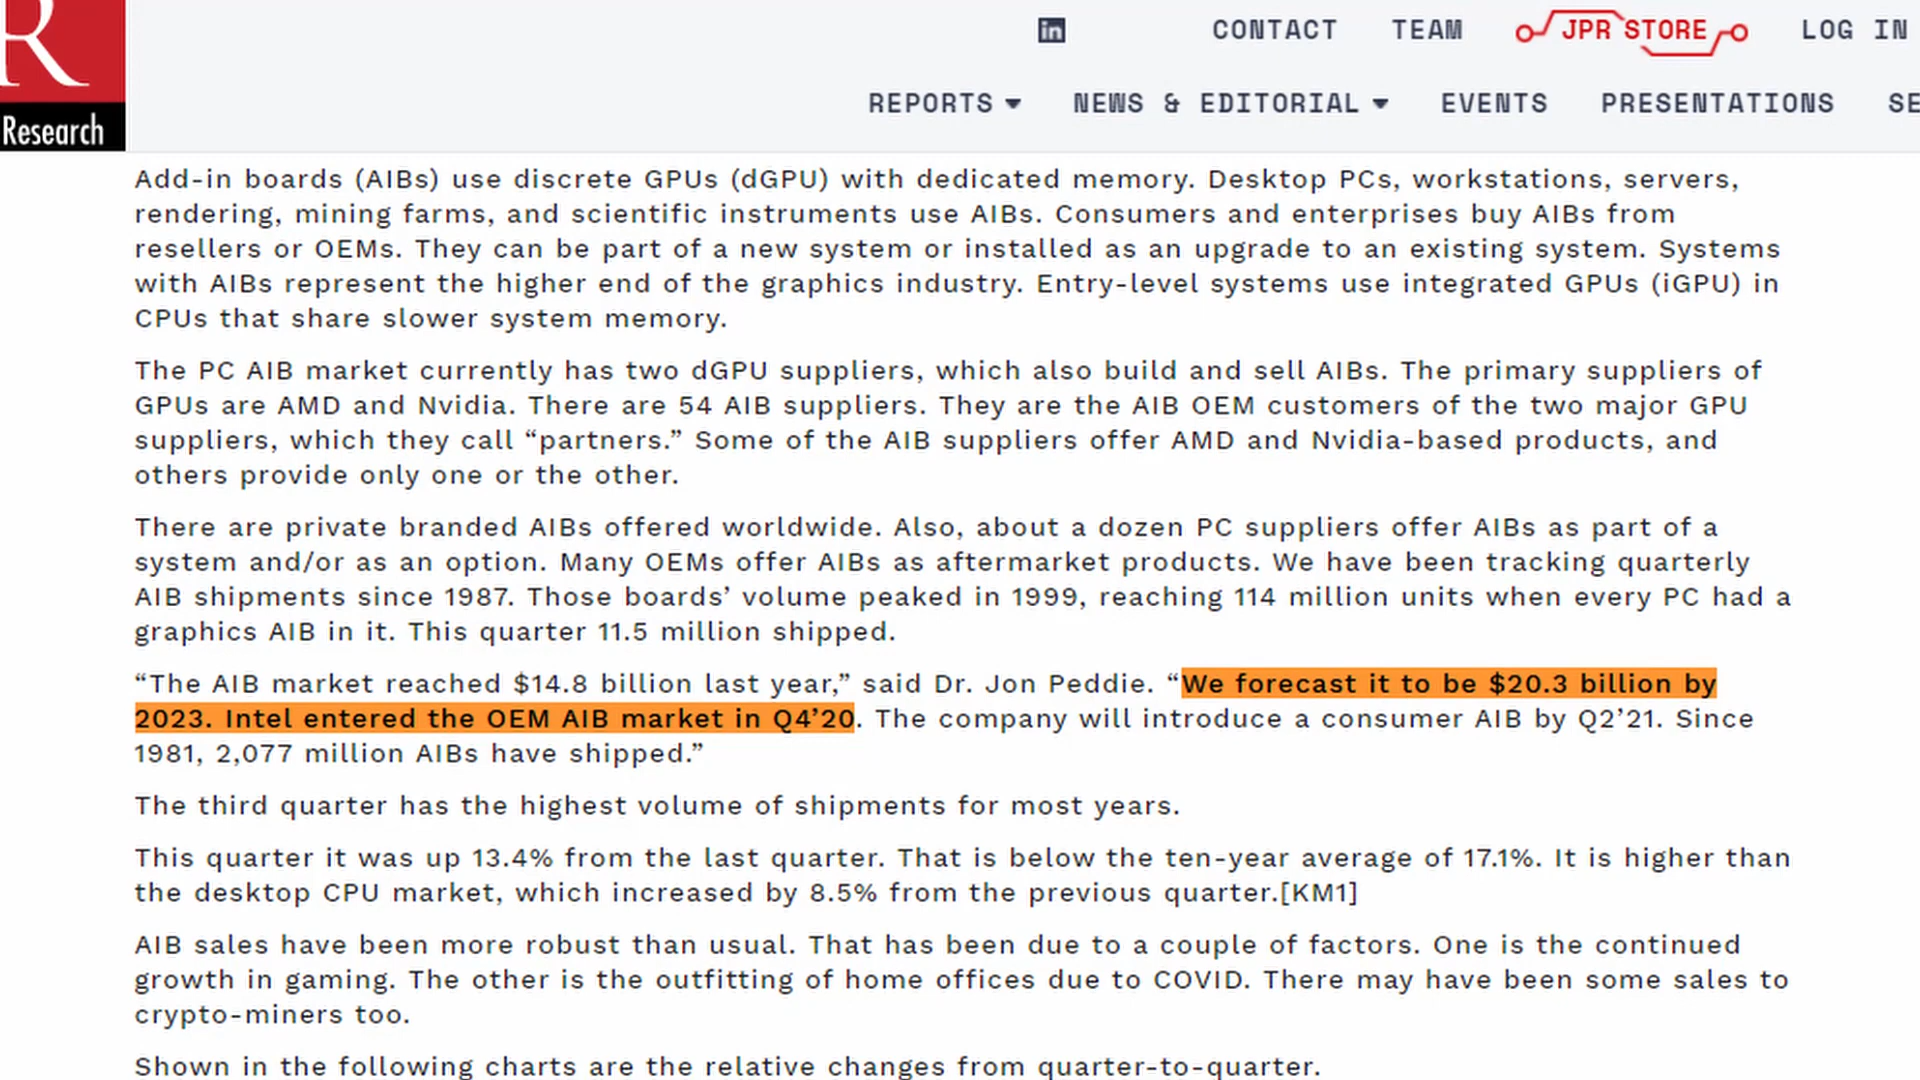 R
Research
CONTACT TEAM JPR STORE LOG IN
REPORTS NEWS & EDITORIAL EVENTS PRESENTATIONS SE
Add-in boards (AIBs) use discrete GPUs (dGPU) with dedicated memory. Desktop PCs, workstations, servers,
rendering, mining farms, and scientific instruments use AIBs. Consumers and enterprises buy AIBs from
resellers or OEMs. They can be part of a new system or installed as an upgrade to an existing system. Systems
with AIBs represent the higher end of the graphics industry. Entry-level systems use integrated GPUs (iGPU) in
CPUs that share slower system memory.
The PC AIB market currently has two dGPU suppliers, which also build and sell AIBs. The primary suppliers of
GPUs are AMD and Nvidia. There are 54 AIB suppliers. They are the AIB OEM customers of the two major GPU
suppliers, which they call “partners.” Some of the AIB suppliers offer AMD and Nvidia-based products, and
others provide only one or the other.
There are private branded AIBs offered worldwide. Also, about a dozen PC suppliers offer AIBs as part of a
system and/or as an option. Many OEMs offer AIBs as aftermarket products. We have been tracking quarterly
AIB shipments since 1987. Those boards’ volume peaked in 1999, reaching 114 million units when every PC had a
graphics AIB in it. This quarter 11.5 million shipped.
“The AIB market reached $14.8 billion last year,” said Dr. Jon Peddie. “We forecast it to be $20.3 billion by
2023. Intel entered the OEM AIB market in Q4’20. The company will introduce a consumer AIB by Q2’21. Since
1981, 2,077 million AIBs have shipped.”
The third quarter has the highest volume of shipments for most years.
This quarter it was up 13.4% from the last quarter. That is below the ten-year average of 17.1%. It is higher than
the desktop CPU market, which increased by 8.5% from the previous quarter.[KM1]
AIB sales have been more robust than usual. That has been due to a couple of factors. One is the continued
growth in gaming. The other is the outfitting of home offices due to COVID. There may have been some sales to
crypto-miners too.
Shown in the following charts are the relative changes from quarter-to-quarter.